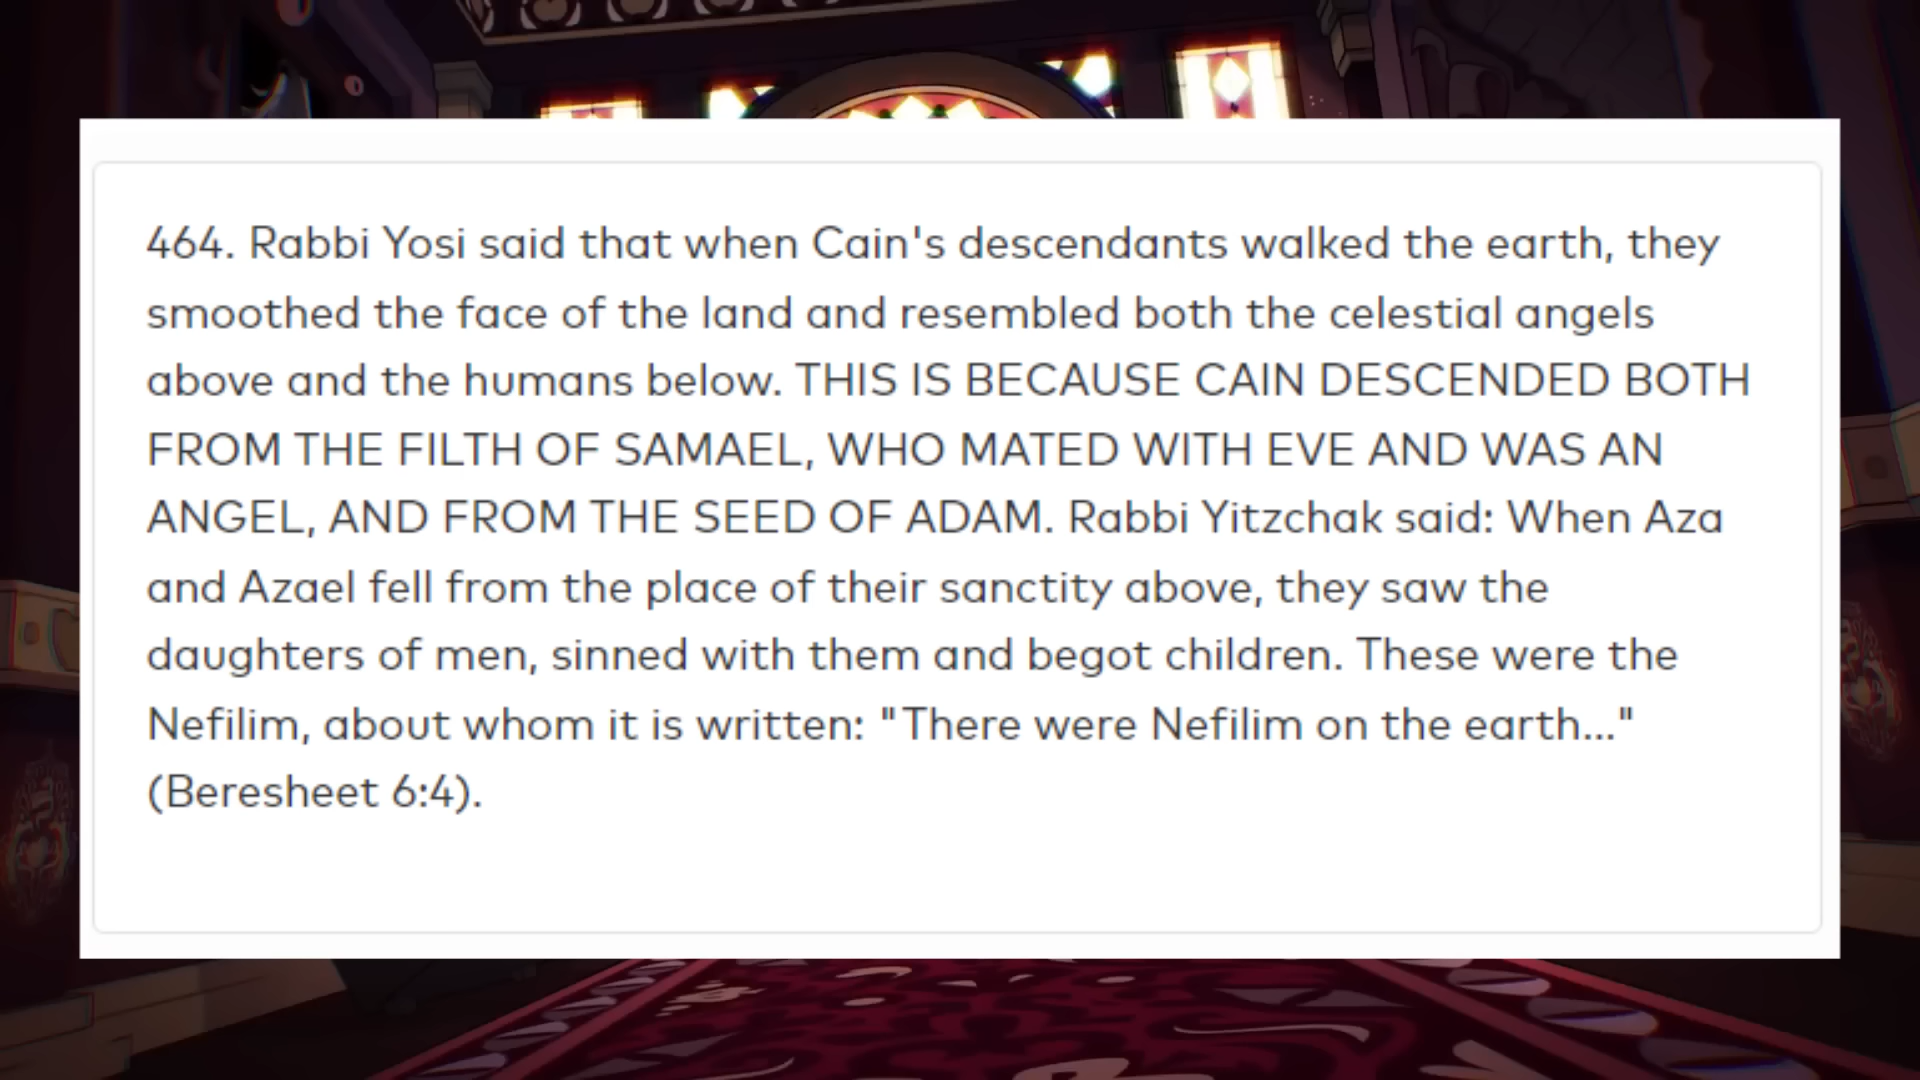 464. Rabbi Yosi said that when Cain's descendants walked the earth, they
smoothed the face of the land and resembled both the celestial angels
above and the humans below. THIS IS BECAUSE CAIN DESCENDED BOTH
FROM THE FILTH OF SAMAEL, WHO MATED WITH EVE AND WAS AN
ANGEL, AND FROM THE SEED OF ADAM. Rabbi Yitzchak said: When Aza
and Azael fell from the place of their sanctity above, they saw the
daughters of men, sinned with them and begot children. These were the
Nefilim, about whom it is written: "There were Nefilim on the earth..."
(Beresheet 6:4).